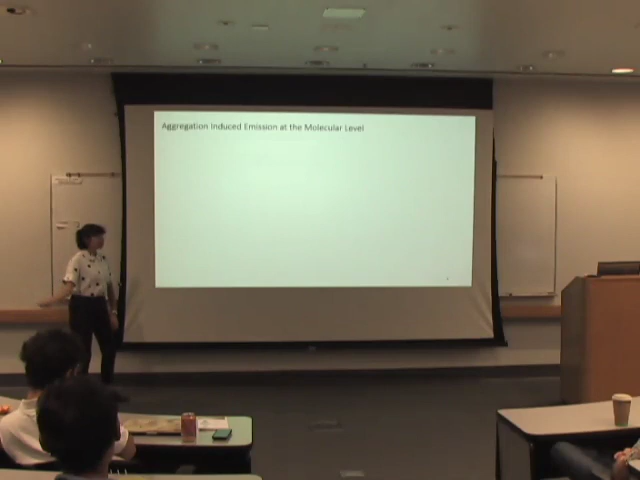 Aggregation Induced Emission at the Molecular Level